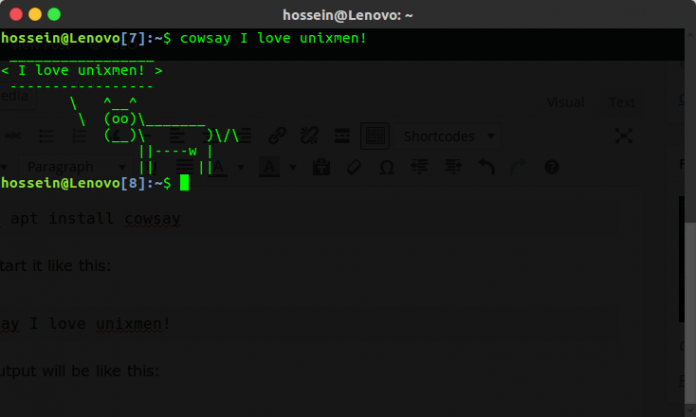 hossein@Lenovo: ~
hossein@Lenovo[7]:~$ cowsay I love unixmen!
 _________________
< I love unixmen! >
 -----------------
        \   ^__^
         \  (oo)\_______
            (__)\       )\/\
                ||----w |
                ||     ||
hossein@Lenovo[8]:~$
edia
Visual Text
Shortcodes
Paragraph
apt install cowsay
tart it like this:
ay I love unixmen!
utput will be like this: